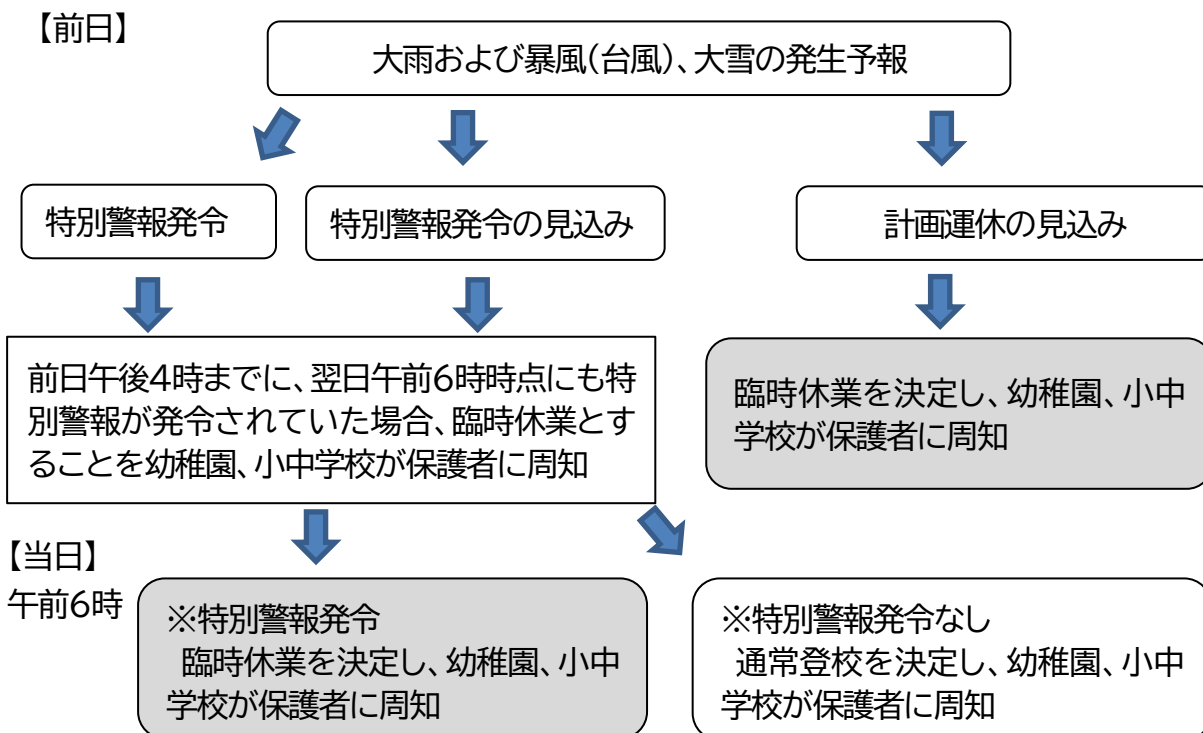 【前日】
大雨および暴風(台風)、大雪の発生予報
特別警報発令
特別警報発令の見込み
計画運休の見込み
前日午後4時までに、翌日午前6時時点にも特
別警報が発令されていた場合、臨時休業とす
ることを幼稚園、小中学校が保護者に周知
臨時休業を決定し、幼稚園、小中
学校が保護者に周知
【当日】
午前6時
※特別警報発令
臨時休業を決定し、幼稚園、小中
学校が保護者に周知
※特別警報発令なし
通常登校を決定し、幼稚園、小中
学校が保護者に周知